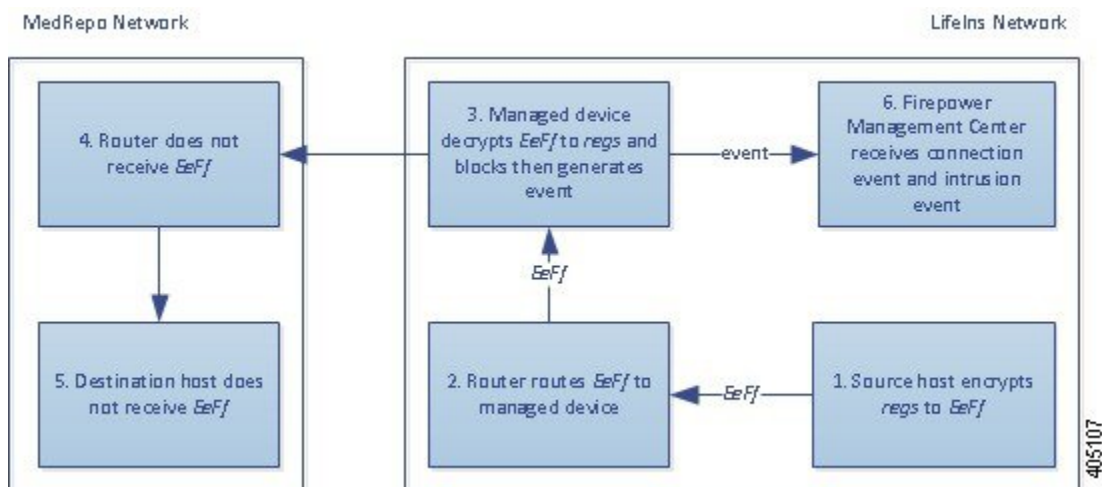 MedRepo Network
LifeIns Network
4. Router does not
receive EeFf
3. Managed device
decrypts EeFf to regs and
blocks then generates
event
event
6. Firepower
Management Center
receives connection
event and intrusion
event
EeFf
5. Destination host does
not receive EeFf
2. Router routes EeFf to
managed device
EeFf
1. Source host encrypts
regs to EeFf
405107